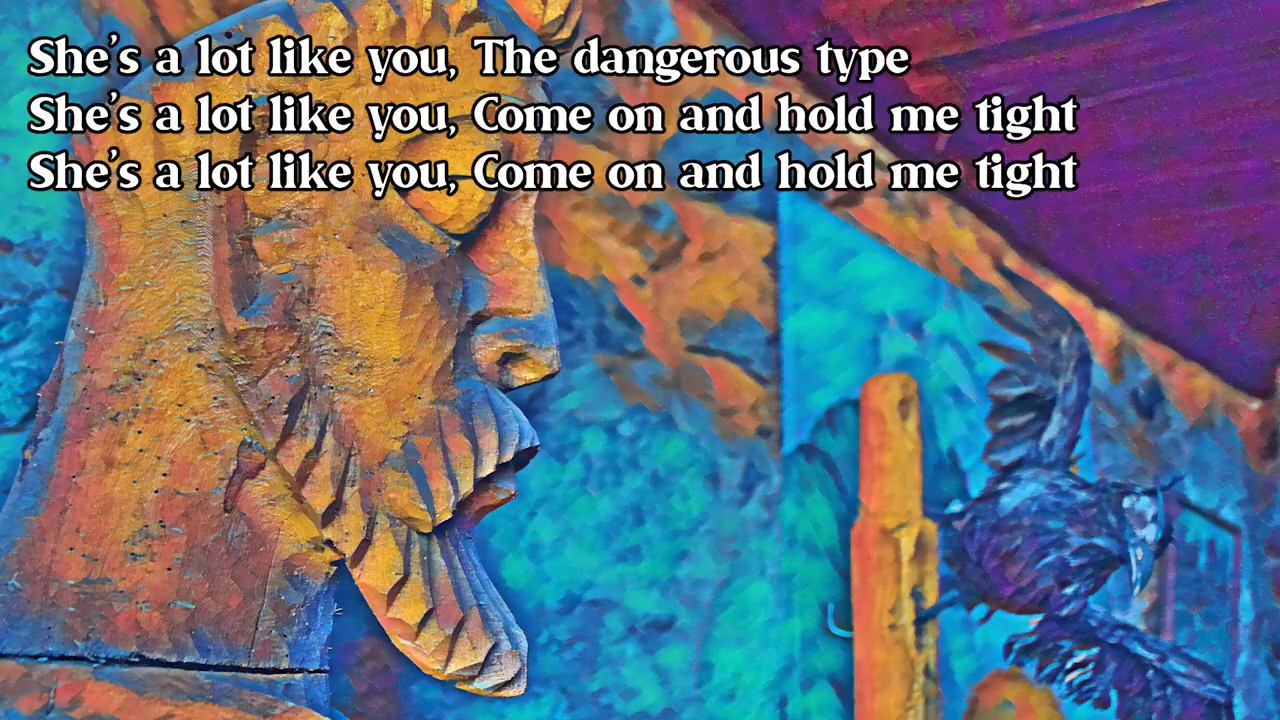 She's a lot like you, The dangerous type
She's a lot like you, Come on and hold me tight
She's a lot like you, Come on and hold me tight